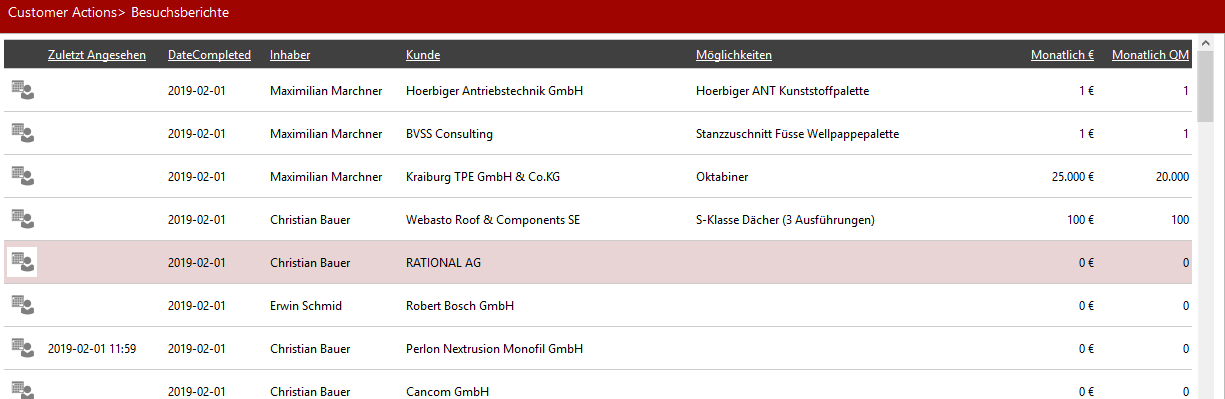 Customer Actions> Besuchsberichte
Zuletzt Angesehen DateCompleted Inhaber Kunde Möglichkeiten Monatlich € Monatlich QM
2019-02-01 Maximilian Marchner Hoerbiger Antriebstechnik GmbH Hoerbiger ANT Kunststoffpalette 1 € 1
2019-02-01 Maximilian Marchner BVSS Consulting Stanzzuschnitt Füsse Wellpappepalette 1 € 1
2019-02-01 Maximilian Marchner Kraiburg TPE GmbH & Co.KG Oktabiner 25.000 € 20.000
2019-02-01 Christian Bauer Webasto Roof & Components SE S-Klasse Dächer (3 Ausführungen) 100 € 100
2019-02-01 Christian Bauer RATIONAL AG 0 € 0
2019-02-01 Erwin Schmid Robert Bosch GmbH 0 € 0
2019-02-01 11:59 2019-02-01 Christian Bauer Perlon Nextrusion Monofil GmbH 0 € 0
2019-02-01 Christian Bauer Cancom GmbH 0 € 0